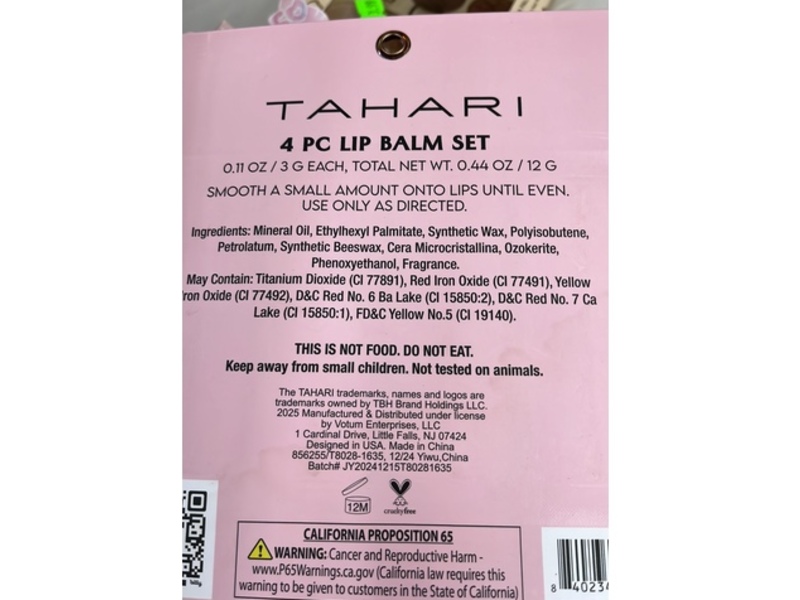 TAHARI
4 PC LIP BALM SET
0.11 OZ / 3 G EACH, TOTAL NET WT. 0.44 OZ / 12 G
SMOOTH A SMALL AMOUNT ONTO LIPS UNTIL EVEN.
USE ONLY AS DIRECTED.
Ingredients: Mineral Oil, Ethylhexyl Palmitate, Synthetic Wax, Polyisobutene,
Petrolatum, Synthetic Beeswax, Cera Microcristallina, Ozokerite,
Phenoxyethanol, Fragrance.
May Contain: Titanium Dioxide (CI 77891), Red Iron Oxide (CI 77491), Yellow
Iron Oxide (CI 77492), D&C Red No. 6 Ba Lake (CI 15850:2), D&C Red No. 7 Ca
Lake (CI 15850:1), FD&C Yellow No.5 (CI 19140).
THIS IS NOT FOOD. DO NOT EAT.
Keep away from small children. Not tested on animals.
The TAHARI trademarks, names and logos are
trademarks owned by TBH Brand Holdings LLC.
2025 Manufactured & Distributed under license
by Votum Enterprises, LLC
1 Cardinal Drive, Little Falls, NJ 07424
Designed in USA. Made in China
856255/T8028-1635, 12/24 Yiwu,China
Batch# JY20241215T80281635
12M
crueltyfree
CALIFORNIA PROPOSITION 65
WARNING: Cancer and Reproductive Harm -
www.P65Warnings.ca.gov (California law requires this
warning to be given to customers in the State of California)
8 40234